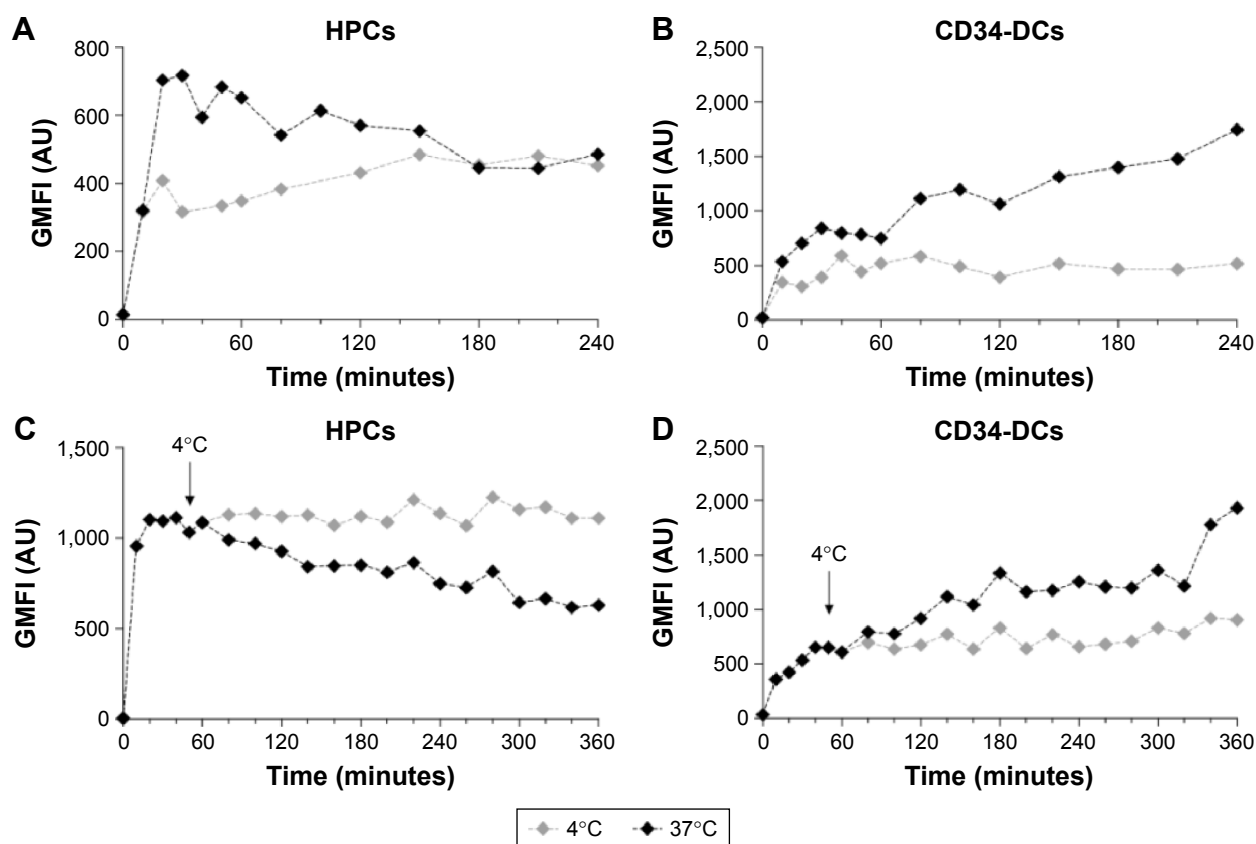 A
HPCs
800
600
400
200
0
GMFI (AU)
0 60 120 180 240
Time (minutes)
B
CD34-DCs
2,500
2,000
1,500
1,000
500
0
GMFI (AU)
0 60 120 180 240
Time (minutes)
C
HPCs
4°C
1,500
1,000
500
0
GMFI (AU)
0 60 120 180 240 300 360
Time (minutes)
D
CD34-DCs
4°C
2,500
2,000
1,500
1,000
500
0
GMFI (AU)
0 60 120 180 240 300 360
Time (minutes)
4°C 37°C